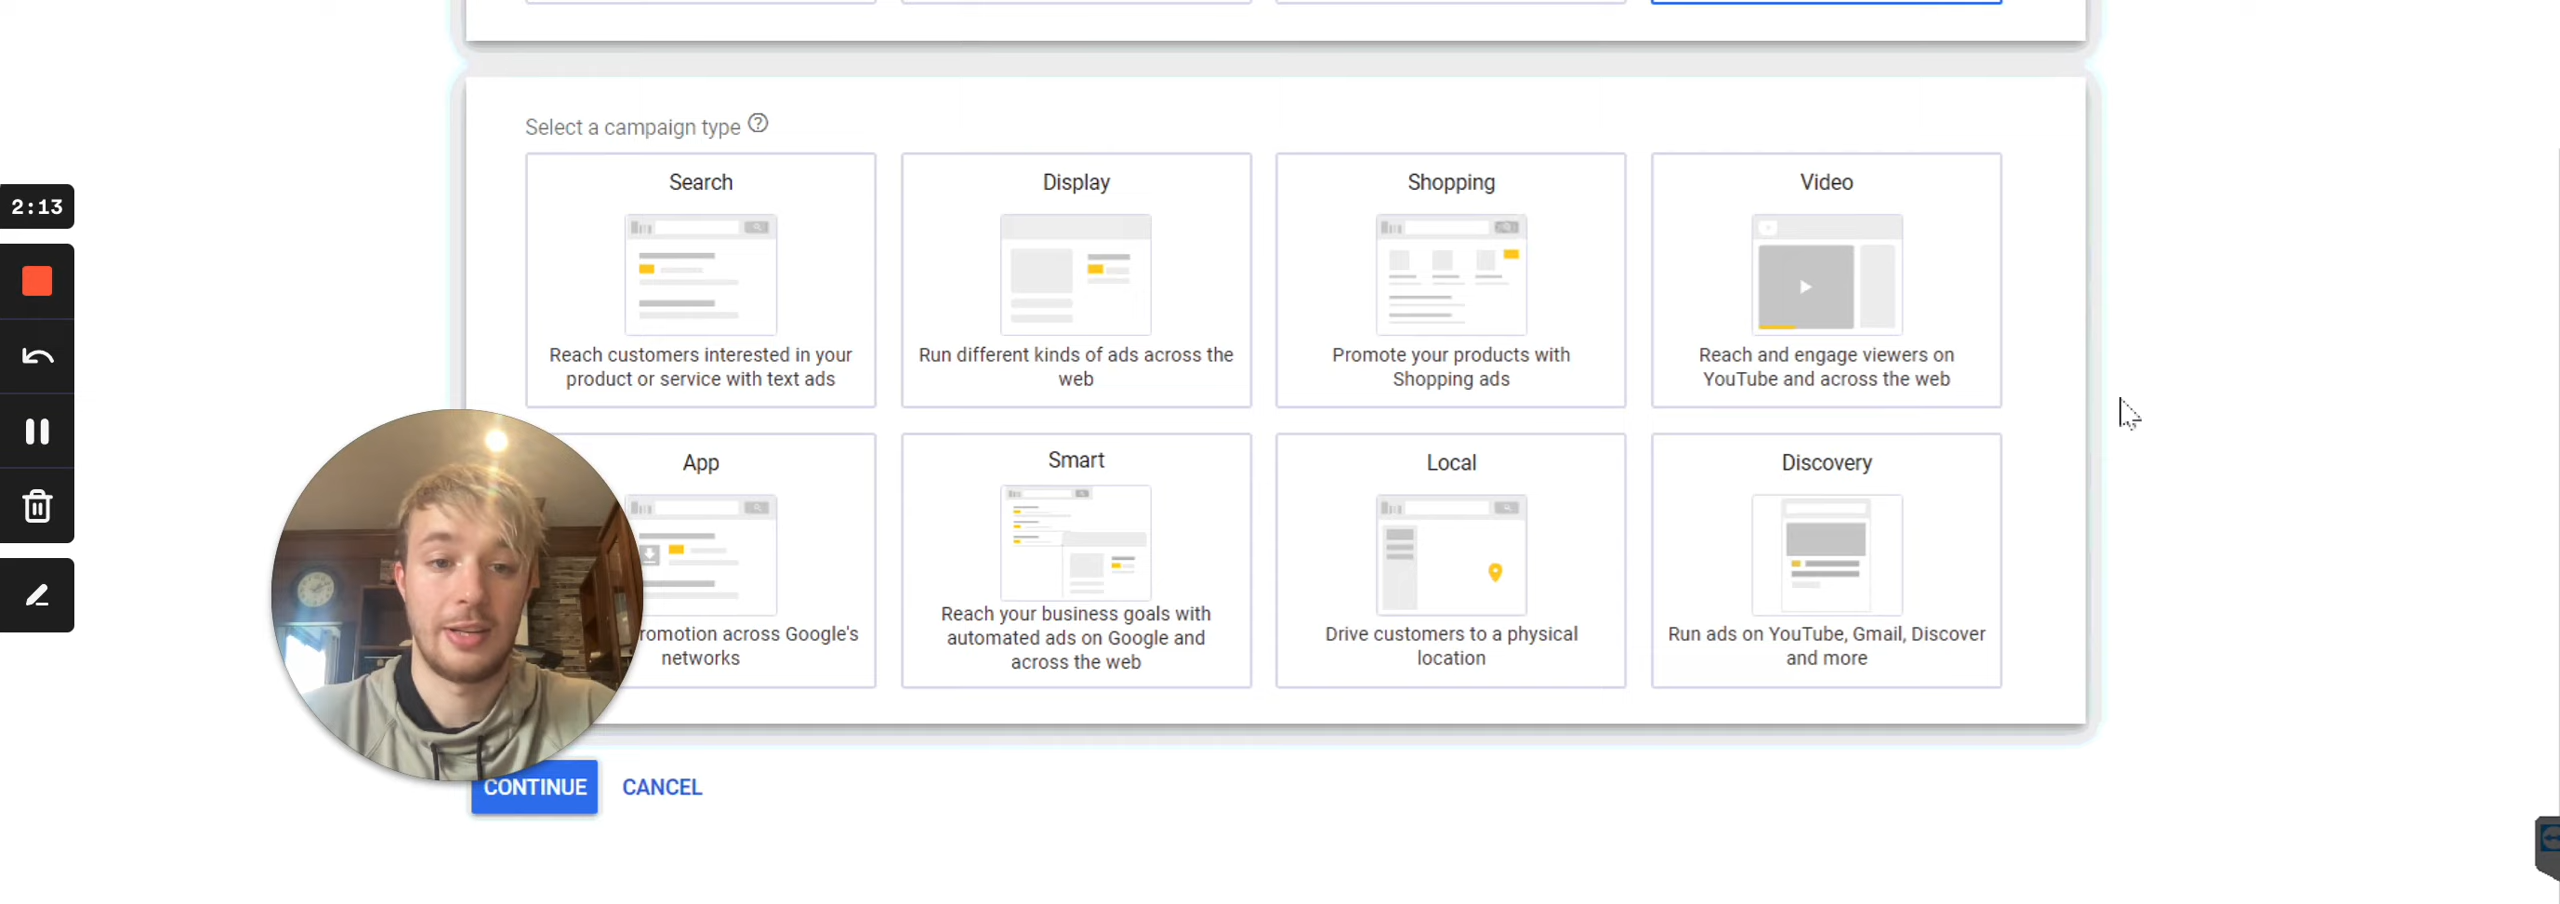 Select a campaign type
2:13
Search
Display
Shopping
Video
Reach customers interested in your
product or service with text ads
Run different kinds of ads across the
web
Promote your products with
Shopping ads
Reach and engage viewers on
YouTube and across the web
App
Smart
Local
Discovery
across Google's
networks
Reach your business goals with
automated ads on Google and
across the web
Drive customers to a physical
location
Run ads on YouTube, Gmail, Discover
and more
CONTINUE
CANCEL